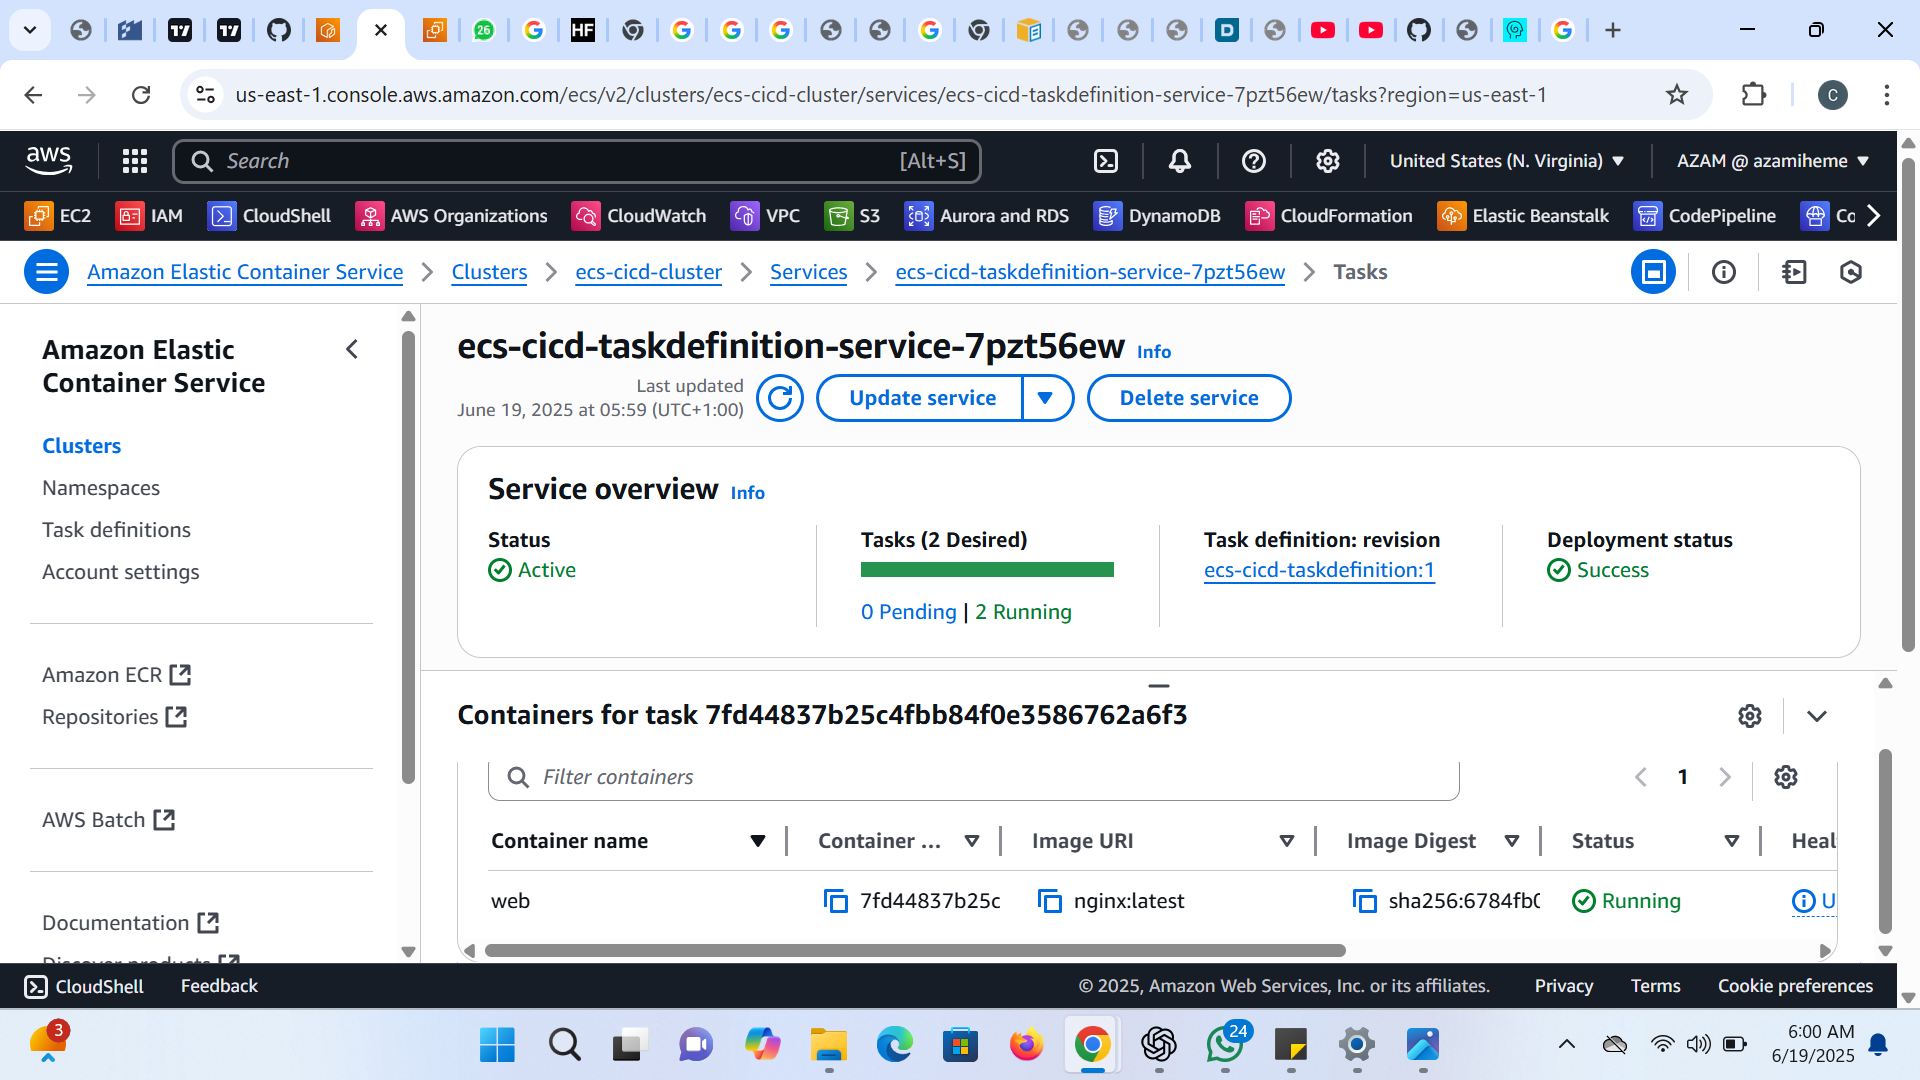 26
HF
D
us-east-1.console.aws.amazon.com/ecs/v2/clusters/ecs-cicd-cluster/services/ecs-cicd-taskdefinition-service-7pzt56ew/tasks?region=us-east-1
C
aws
Search
[Alt+S]
United States (N. Virginia)
AZAM @ azamiheme
EC2
IAM
CloudShell
AWS Organizations
CloudWatch
VPC
S3
Aurora and RDS
DynamoDB
CloudFormation
Elastic Beanstalk
CodePipeline
Co
Amazon Elastic Container Service
Clusters
ecs-cicd-cluster
Services
ecs-cicd-taskdefinition-service-7pzt56ew
Tasks
Amazon Elastic
Container Service
Clusters
Namespaces
Task definitions
Account settings
Amazon ECR
Repositories
AWS Batch
Documentation
Discover products
ecs-cicd-taskdefinition-service-7pzt56ew Info
Last updated
June 19, 2025 at 05:59 (UTC+1:00)
Update service
Delete service
Service overview Info
Status
Active
Tasks (2 Desired)
0 Pending | 2 Running
Task definition: revision
ecs-cicd-taskdefinition:1
Deployment status
Success
Containers for task 7fd44837b25c4fbb84f0e3586762a6f3
Filter containers
1
Container name
Container ...
Image URI
Image Digest
Status
Heal
web
7fd44837b25c
nginx:latest
sha256:6784fb0
Running
U
CloudShell
Feedback
© 2025, Amazon Web Services, Inc. or its affiliates.
Privacy
Terms
Cookie preferences
3
24
6:00 AM
6/19/2025